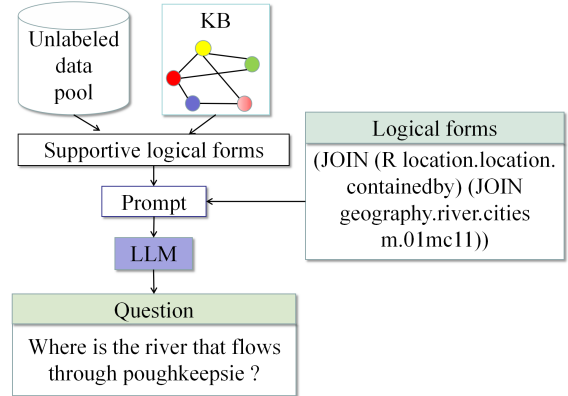 Unlabeled
data
pool
KB
Supportive logical forms
Prompt
LLM
Logical forms
(JOIN (R location.location.
containedby) (JOIN
geography.river.cities
m.01mc11))
Question
Where is the river that flows
through poughkeepsie ?